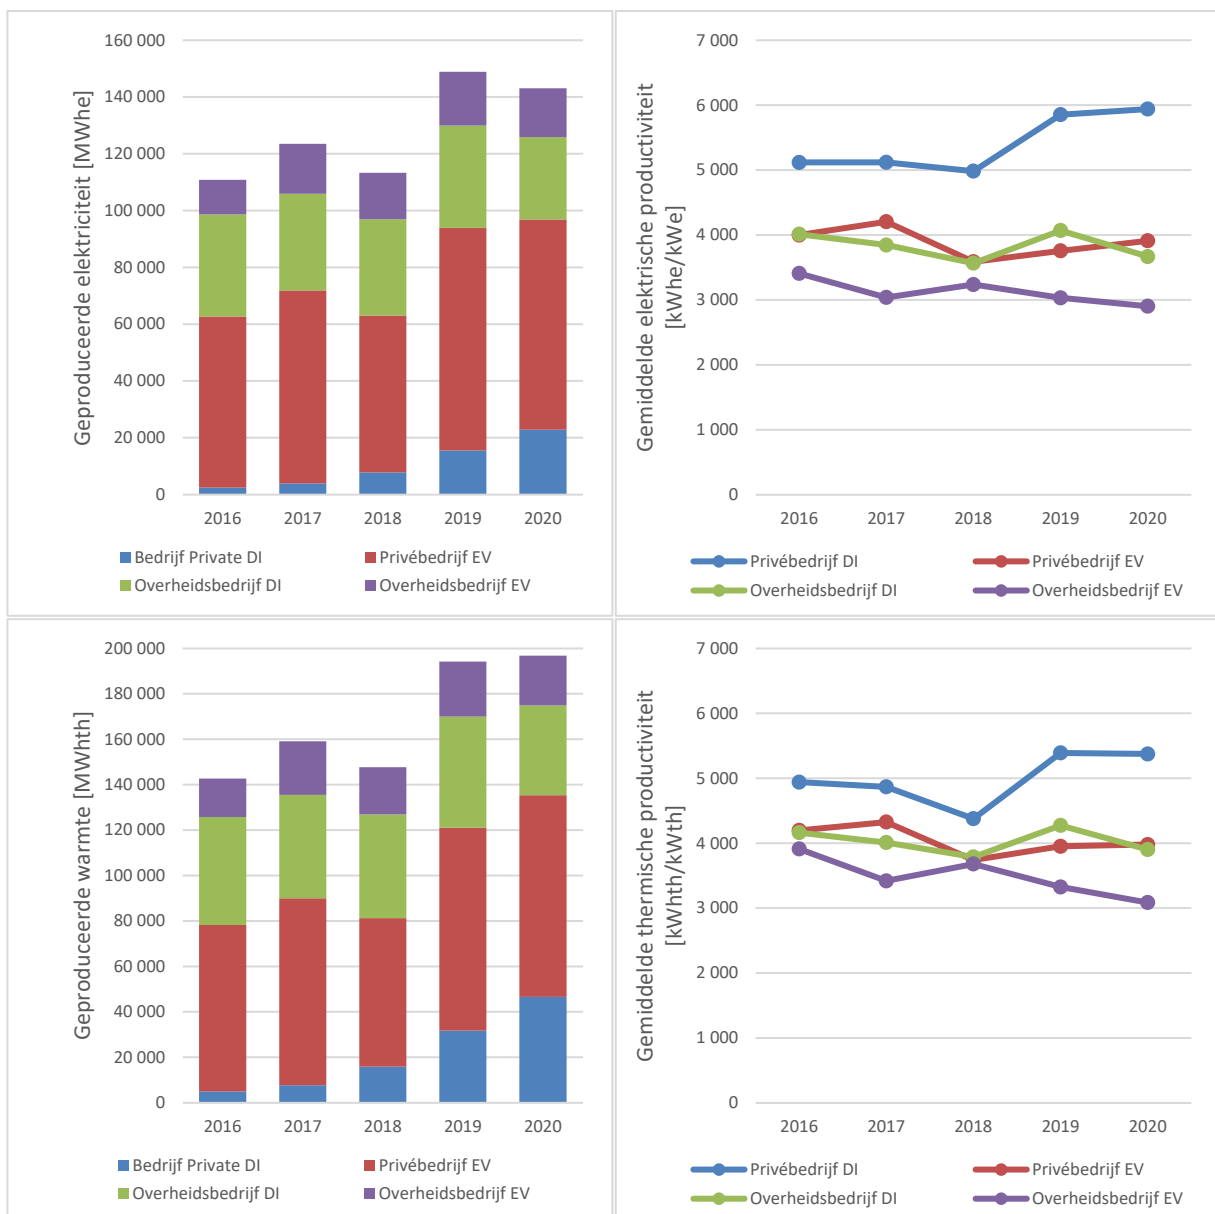 Geproduceerde elektriciteit [MWhe]
160 000
140 000
120 000
100 000
80 000
60 000
40 000
20 000
0
2016 2017 2018 2019 2020
Bedrijf Private DI Privébedrijf EV
Overheidsbedrijf DI Overheidsbedrijf EV
Gemiddelde elektrische productiviteit
[kWhe/kWe]
7 000
6 000
5 000
4 000
3 000
2 000
1 000
0
2016 2017 2018 2019 2020
Privébedrijf DI Privébedrijf EV
Overheidsbedrijf DI Overheidsbedrijf EV
Geproduceerde warmte [MWhth]
200 000
180 000
160 000
140 000
120 000
100 000
80 000
60 000
40 000
20 000
0
2016 2017 2018 2019 2020
Bedrijf Private DI Privébedrijf EV
Overheidsbedrijf DI Overheidsbedrijf EV
Gemiddelde thermische productiviteit
[kWhth/kWth]
7 000
6 000
5 000
4 000
3 000
2 000
1 000
0
2016 2017 2018 2019 2020
Privébedrijf DI Privébedrijf EV
Overheidsbedrijf DI Overheidsbedrijf EV